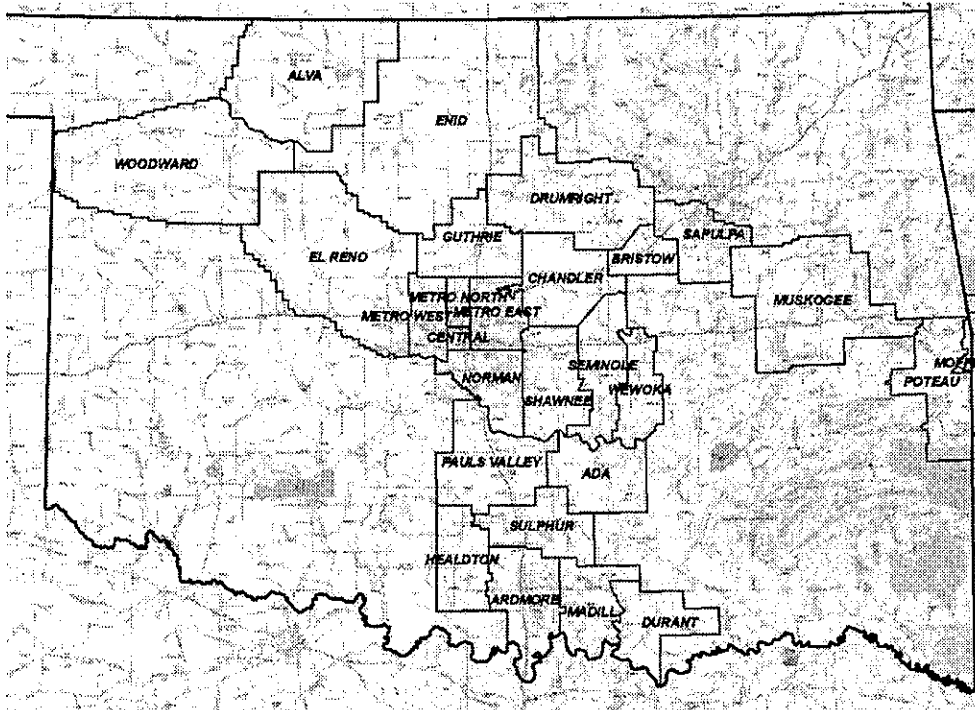 ALVA
ENID
WOODWARD
DRUMRIGHT
GUTHRIE
SAPULPA
EL RENO
BRISTOW
CHANDLER
METRO NORTH
MUSKOGEE
METRO WEST
METRO EAST
CENTRAL
SEMINOLE
NORMAN
POTEAU
WEWOKA
SHAWNEE
PAULS VALLEY
ADA
SULPHUR
HEALDTON
ARDMORE
MADILL
DURANT